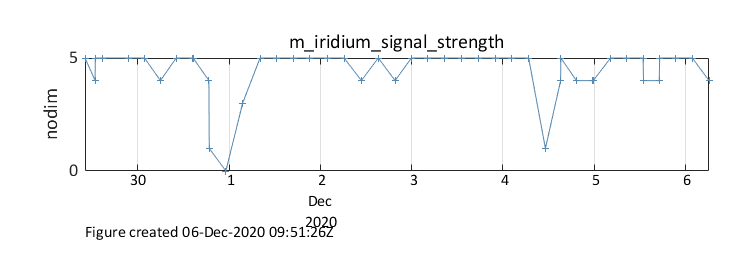 m_iridium_signal_strength
5
nodim
0
30 1 2 3 4 5 6
Dec
2020
Figure created 06-Dec-2020 09:51:26Z